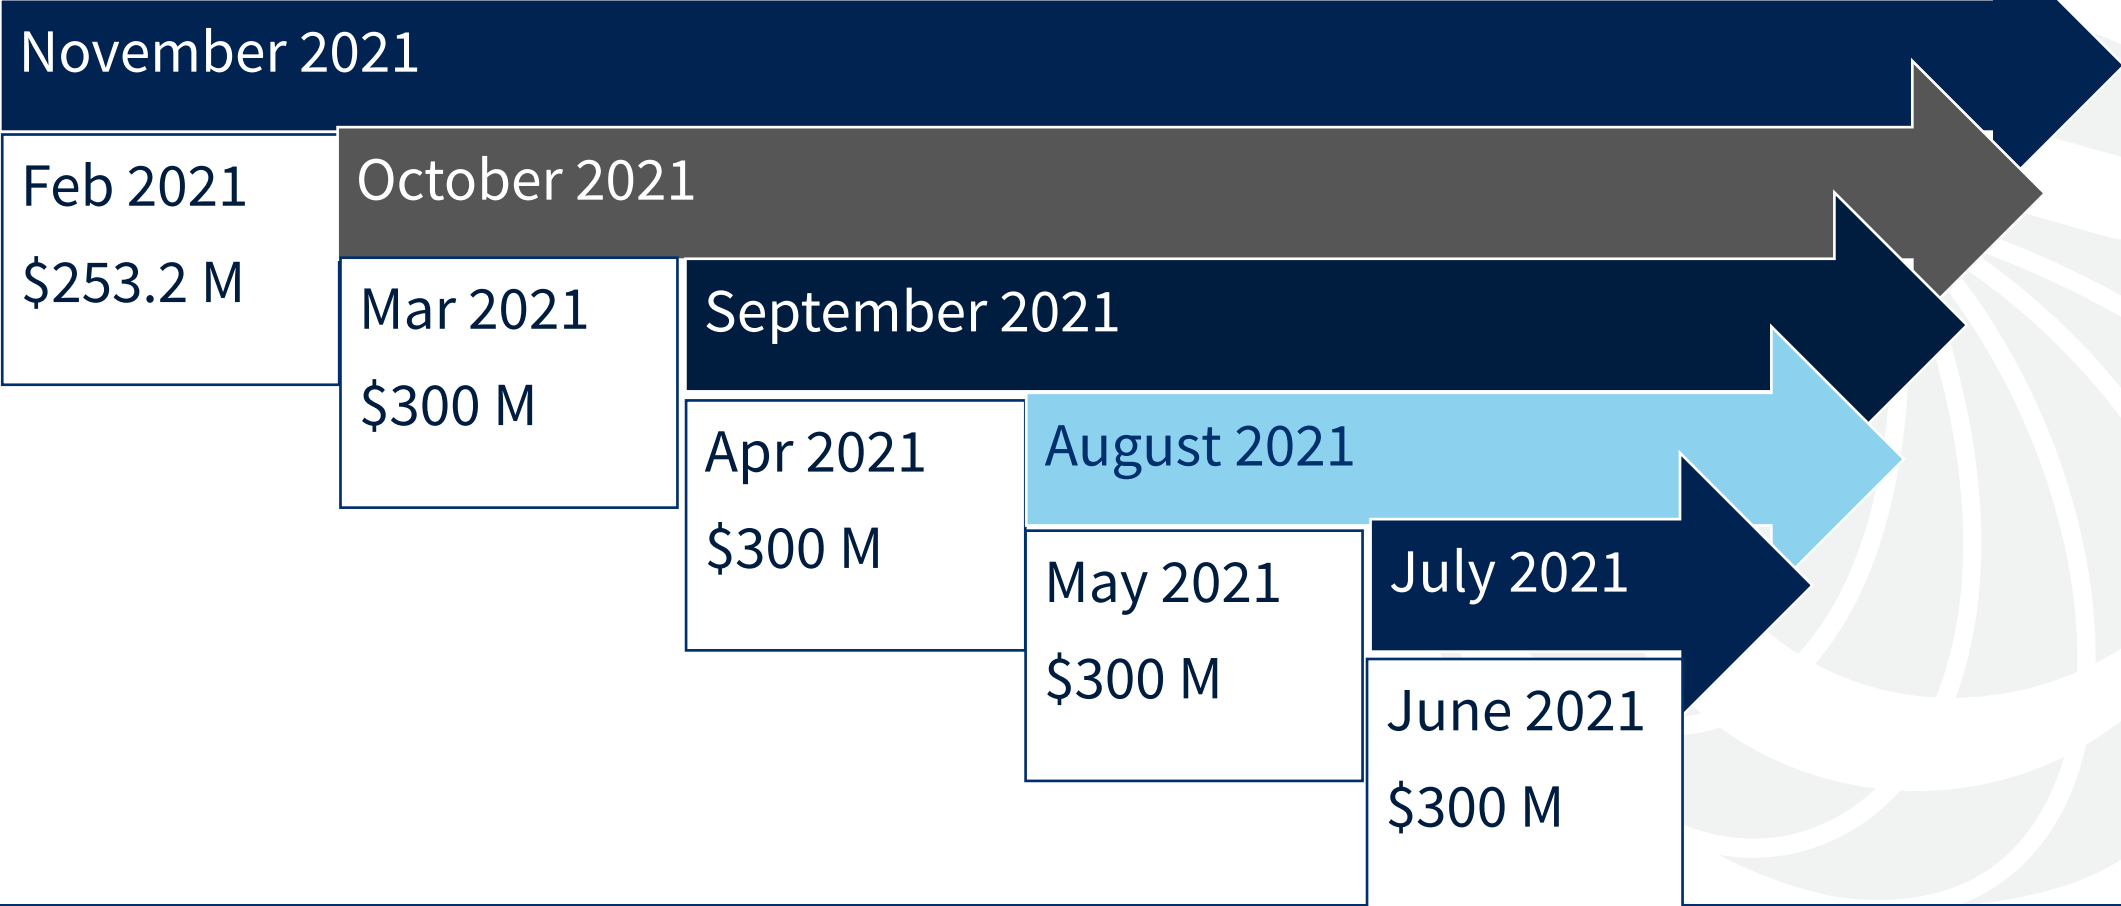 November 2021
Feb 2021
$253.2 M
October 2021
Mar 2021
$300 M
September 2021
Apr 2021
$300 M
August 2021
May 2021
$300 M
July 2021
June 2021
$300 M